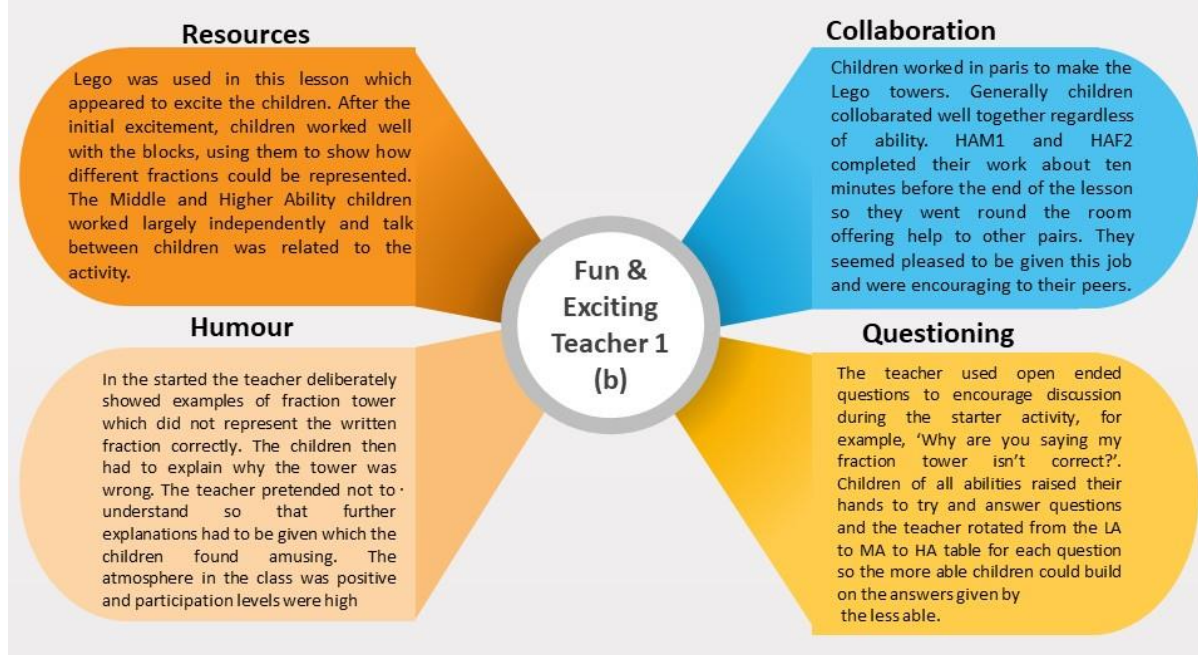 Resources
Lego was used in this lesson which
appeared to excite the children. After the
initial excitement, children worked well
with the blocks, using them to show how
different fractions could be represented.
The Middle and Higher Ability children
worked largely independently and talk
between children was related to the
activity.
Collaboration
Children worked in paris to make the
Lego towers. Generally children
collobarated well together regardless
of ability. HAM1 and HAF2
completed their work about ten
minutes before the end of the lesson
so they went round the room
offering help to other pairs. They
seemed pleased to be given this job
and were encouraging to their peers.
Fun &
Exciting
Teacher 1
(b)
Humour
In the started the teacher deliberately
showed examples of fraction tower
which did not represent the written
fraction correctly. The children then
had to explain why the tower was
wrong. The teacher pretended not to
understand so that further
explanations had to be given which the
children found amusing. The
atmosphere in the class was positive
and participation levels were high
Questioning
The teacher used open ended
questions to encourage discussion
during the starter activity, for
example, ‘Why are you saying my
fraction tower isn’t correct?’.
Children of all abilities raised their
hands to try and answer questions
and the teacher rotated from the LA
to MA to HA table for each question
so the more able children could build
on the answers given by
the less able.